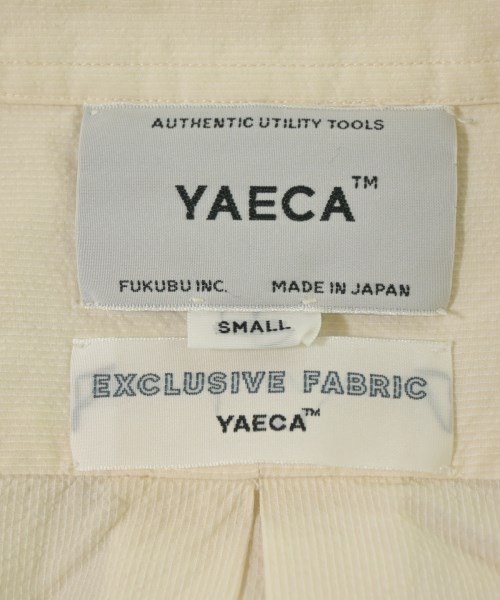 AUTHENTIC UTILITY TOOLS
YAECA™
FUKUBU INC. MADE IN JAPAN
SMALL
EXCLUSIVE FABRIC
YAECA™